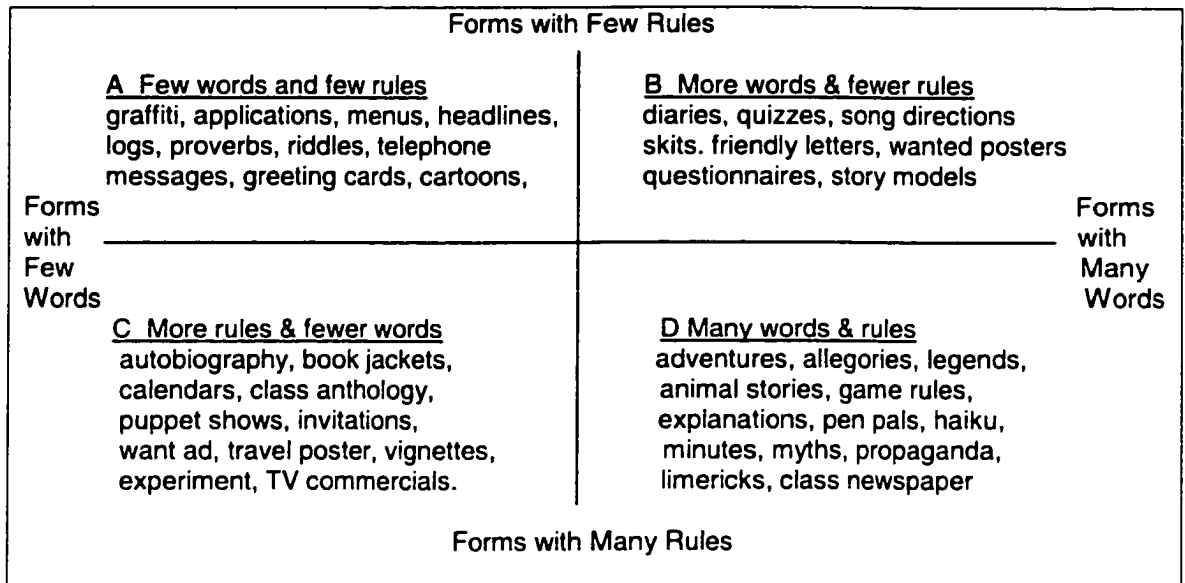 Forms with Few Rules
A Few words and few rules
graffiti, applications, menus, headlines,
logs, proverbs, riddles, telephone
messages, greeting cards, cartoons,
B More words & fewer rules
diaries, quizzes, song directions
skits. friendly letters, wanted posters
questionnaires, story models
Forms
with
Few
Words
Forms
with
Many
Words
C More rules & fewer words
autobiography, book jackets,
calendars, class anthology,
puppet shows, invitations,
want ad, travel poster, vignettes,
experiment, TV commercials.
D Many words & rules
adventures, allegories, legends,
animal stories, game rules,
explanations, pen pals, haiku,
minutes, myths, propaganda,
limericks, class newspaper
Forms with Many Rules